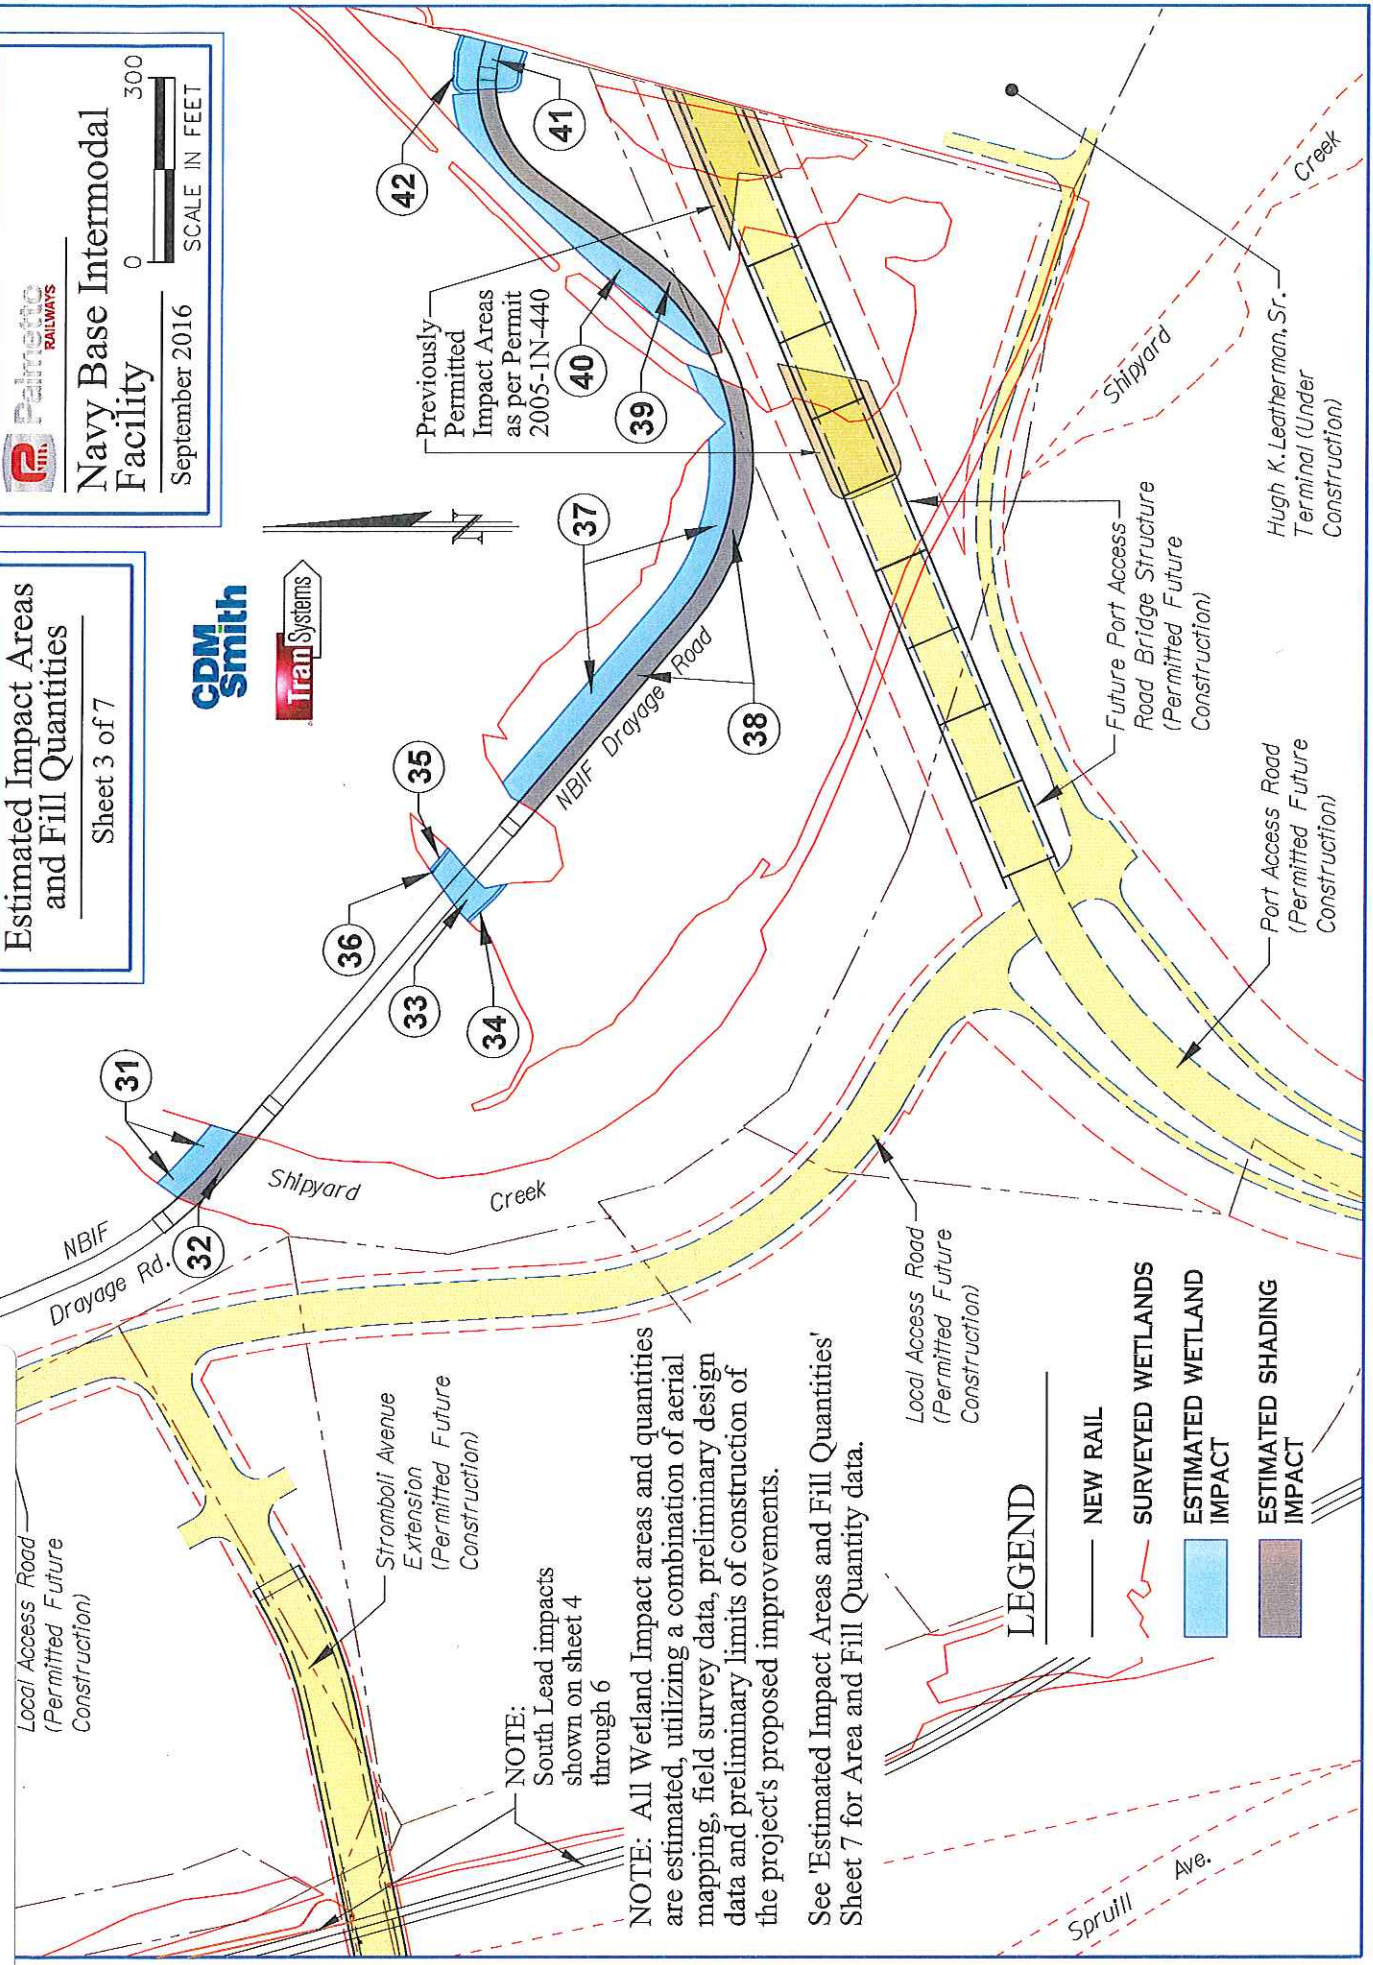 Estimated Impact Areas
and Fill Quantities
Sheet 3 of 7
Palmetto
RAILWAYS
Navy Base Intermodal
Facility
September 2016
0
300
SCALE IN FEET
CDM
Smith
TranSystems
N
Local Access Road
(Permitted Future
Construction)
NBIF
Drayage Rd.
31
32
Shipyard
Creek
33
34
35
36
37
38
NBIF Drayage Road
39
40
41
42
Previously
Permitted
Impact Areas
as per Permit
2005-1N-440
Stromboli Avenue
Extension
(Permitted Future
Construction)
NOTE:
South Lead impacts
shown on sheet 4
through 6
NOTE: All Wetland Impact areas and quantities
are estimated, utilizing a combination of aerial
mapping, field survey data, preliminary design
data and preliminary limits of construction of
the project's proposed improvements.
See 'Estimated Impact Areas and Fill Quantities'
Sheet 7 for Area and Fill Quantity data.
Local Access Road
(Permitted Future
Construction)
Future Port Access
Road Bridge Structure
(Permitted Future
Construction)
Port Access Road
(Permitted Future
Construction)
Shipyard
Creek
Hugh K. Leatherman, Sr.
Terminal (Under
Construction)
Spruill
Ave.
LEGEND
NEW RAIL
SURVEYED WETLANDS
ESTIMATED WETLAND
IMPACT
ESTIMATED SHADING
IMPACT